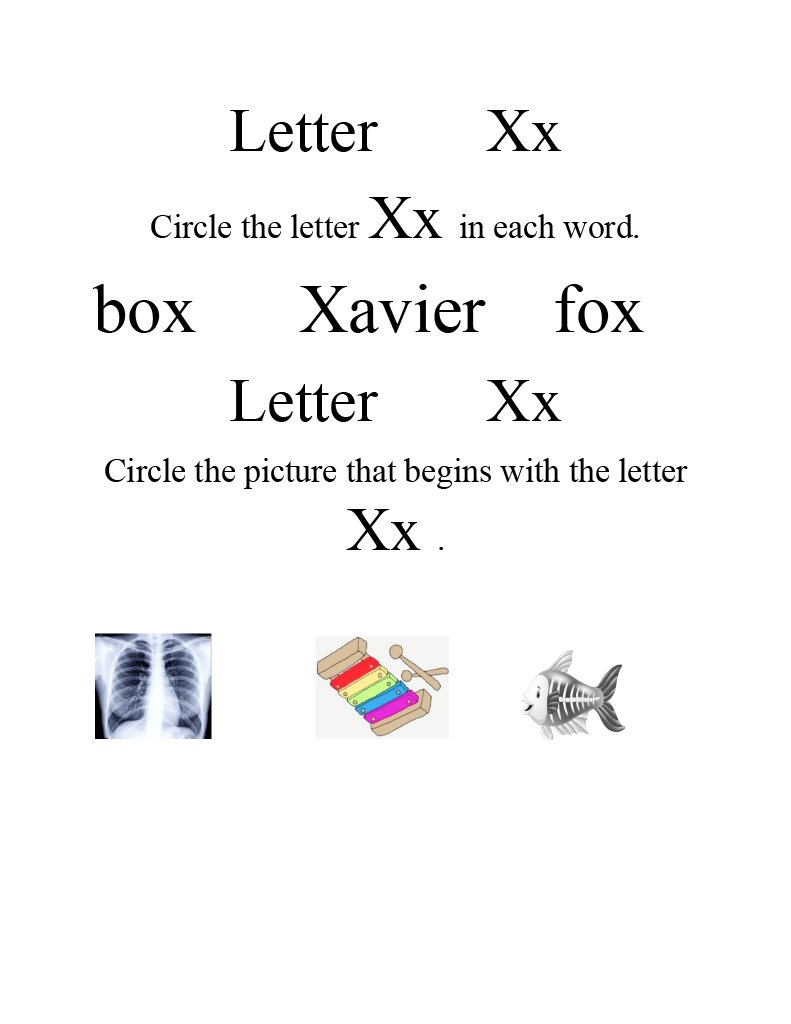 Letter Xx
Circle the letter Xx in each word.
box Xavier fox
Letter Xx
Circle the picture that begins with the letter
Xx .